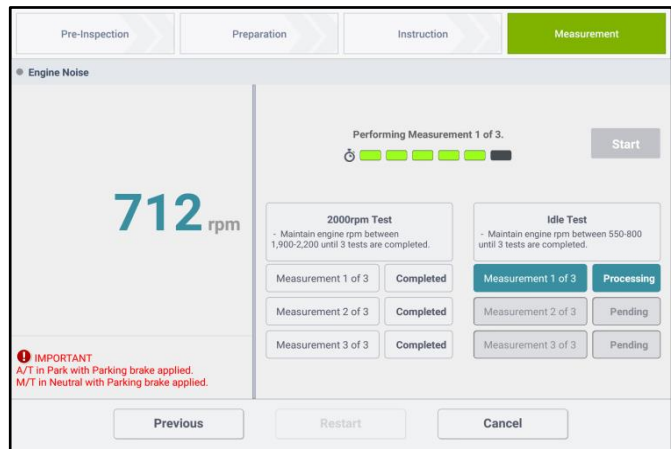 Pre-Inspection
Preparation
Instruction
Measurement
Engine Noise
712 rpm
IMPORTANT
A/T in Park with Parking brake applied.
M/T in Neutral with Parking brake applied.
Performing Measurement 1 of 3.
Start
2000rpm Test
- Maintain engine rpm between
1,900-2,200 until 3 tests are completed.
Measurement 1 of 3 Completed
Measurement 2 of 3 Completed
Measurement 3 of 3 Completed
Idle Test
- Maintain engine rpm between 550-800
until 3 tests are completed.
Measurement 1 of 3 Processing
Measurement 2 of 3 Pending
Measurement 3 of 3 Pending
Previous
Restart
Cancel